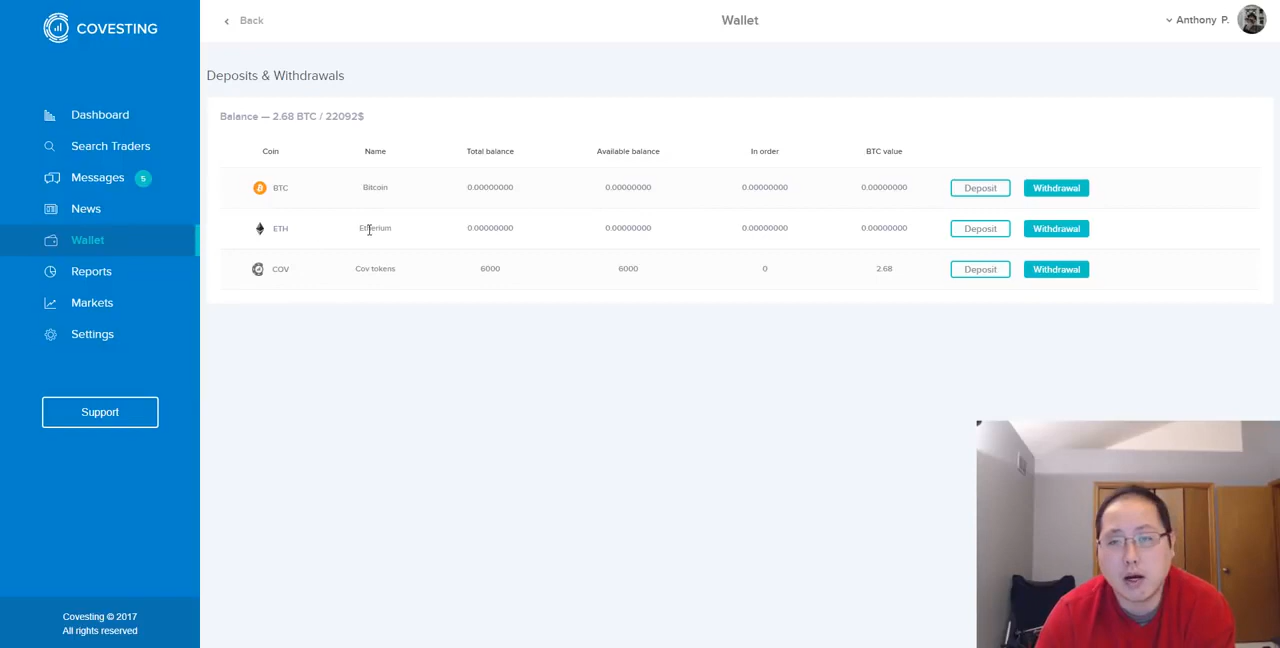 COVESTING
Back
Wallet
Anthony P.
Dashboard
Search Traders
Messages 5
News
Wallet
Reports
Markets
Settings
Support
Covesting © 2017
All rights reserved
Deposits & Withdrawals
Balance — 2.68 BTC / 22092$
Coin Name Total balance Available balance In order BTC value
BTC Bitcoin 0.00000000 0.00000000 0.00000000 0.00000000 Deposit Withdrawal
ETH Etherium 0.00000000 0.00000000 0.00000000 0.00000000 Deposit Withdrawal
COV Cov tokens 6000 6000 0 2.68 Deposit Withdrawal